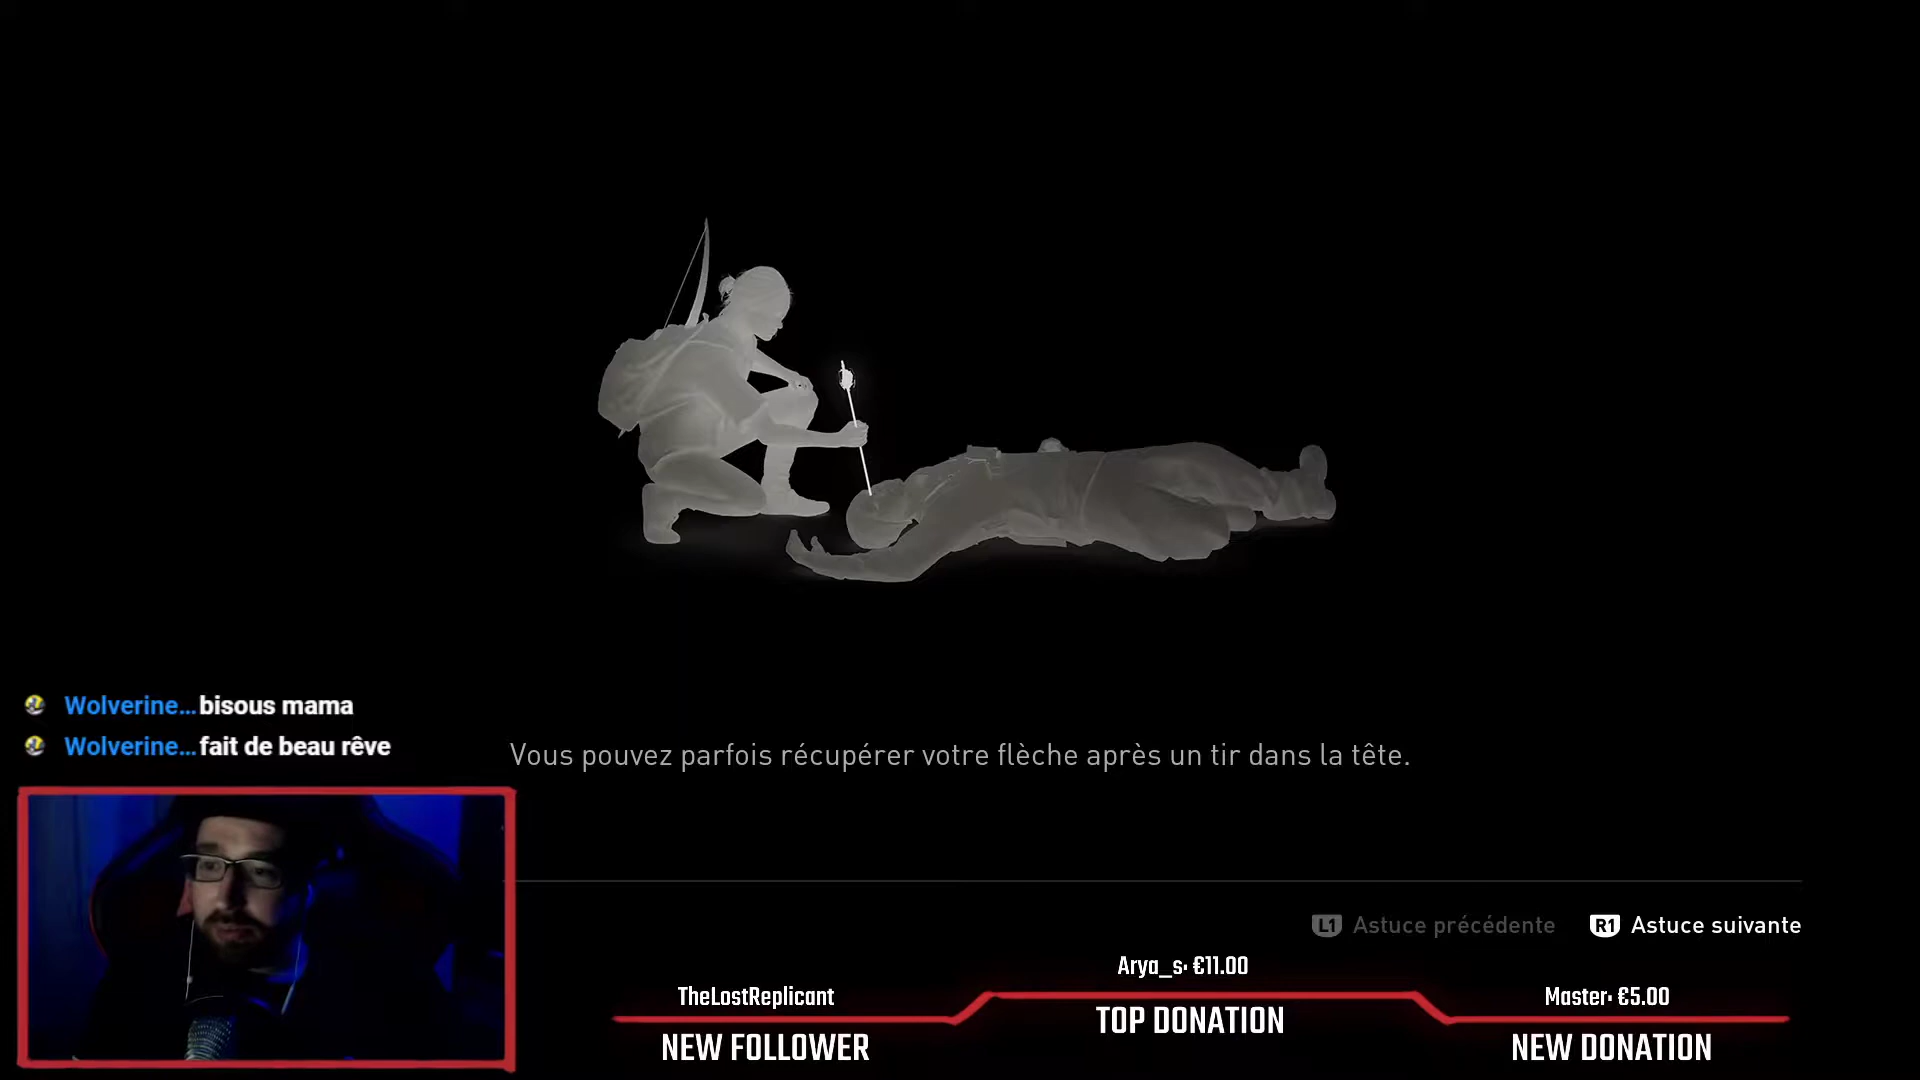 Wolverine... bisous mama
Wolverine... fait de beau rêve
Vous pouvez parfois récupérer votre flèche après un tir dans la tête.
L1 Astuce précédente R1 Astuce suivante
Arya_s: €11.00
TheLostReplicant
Master: €5.00
TOP DONATION
NEW FOLLOWER
NEW DONATION